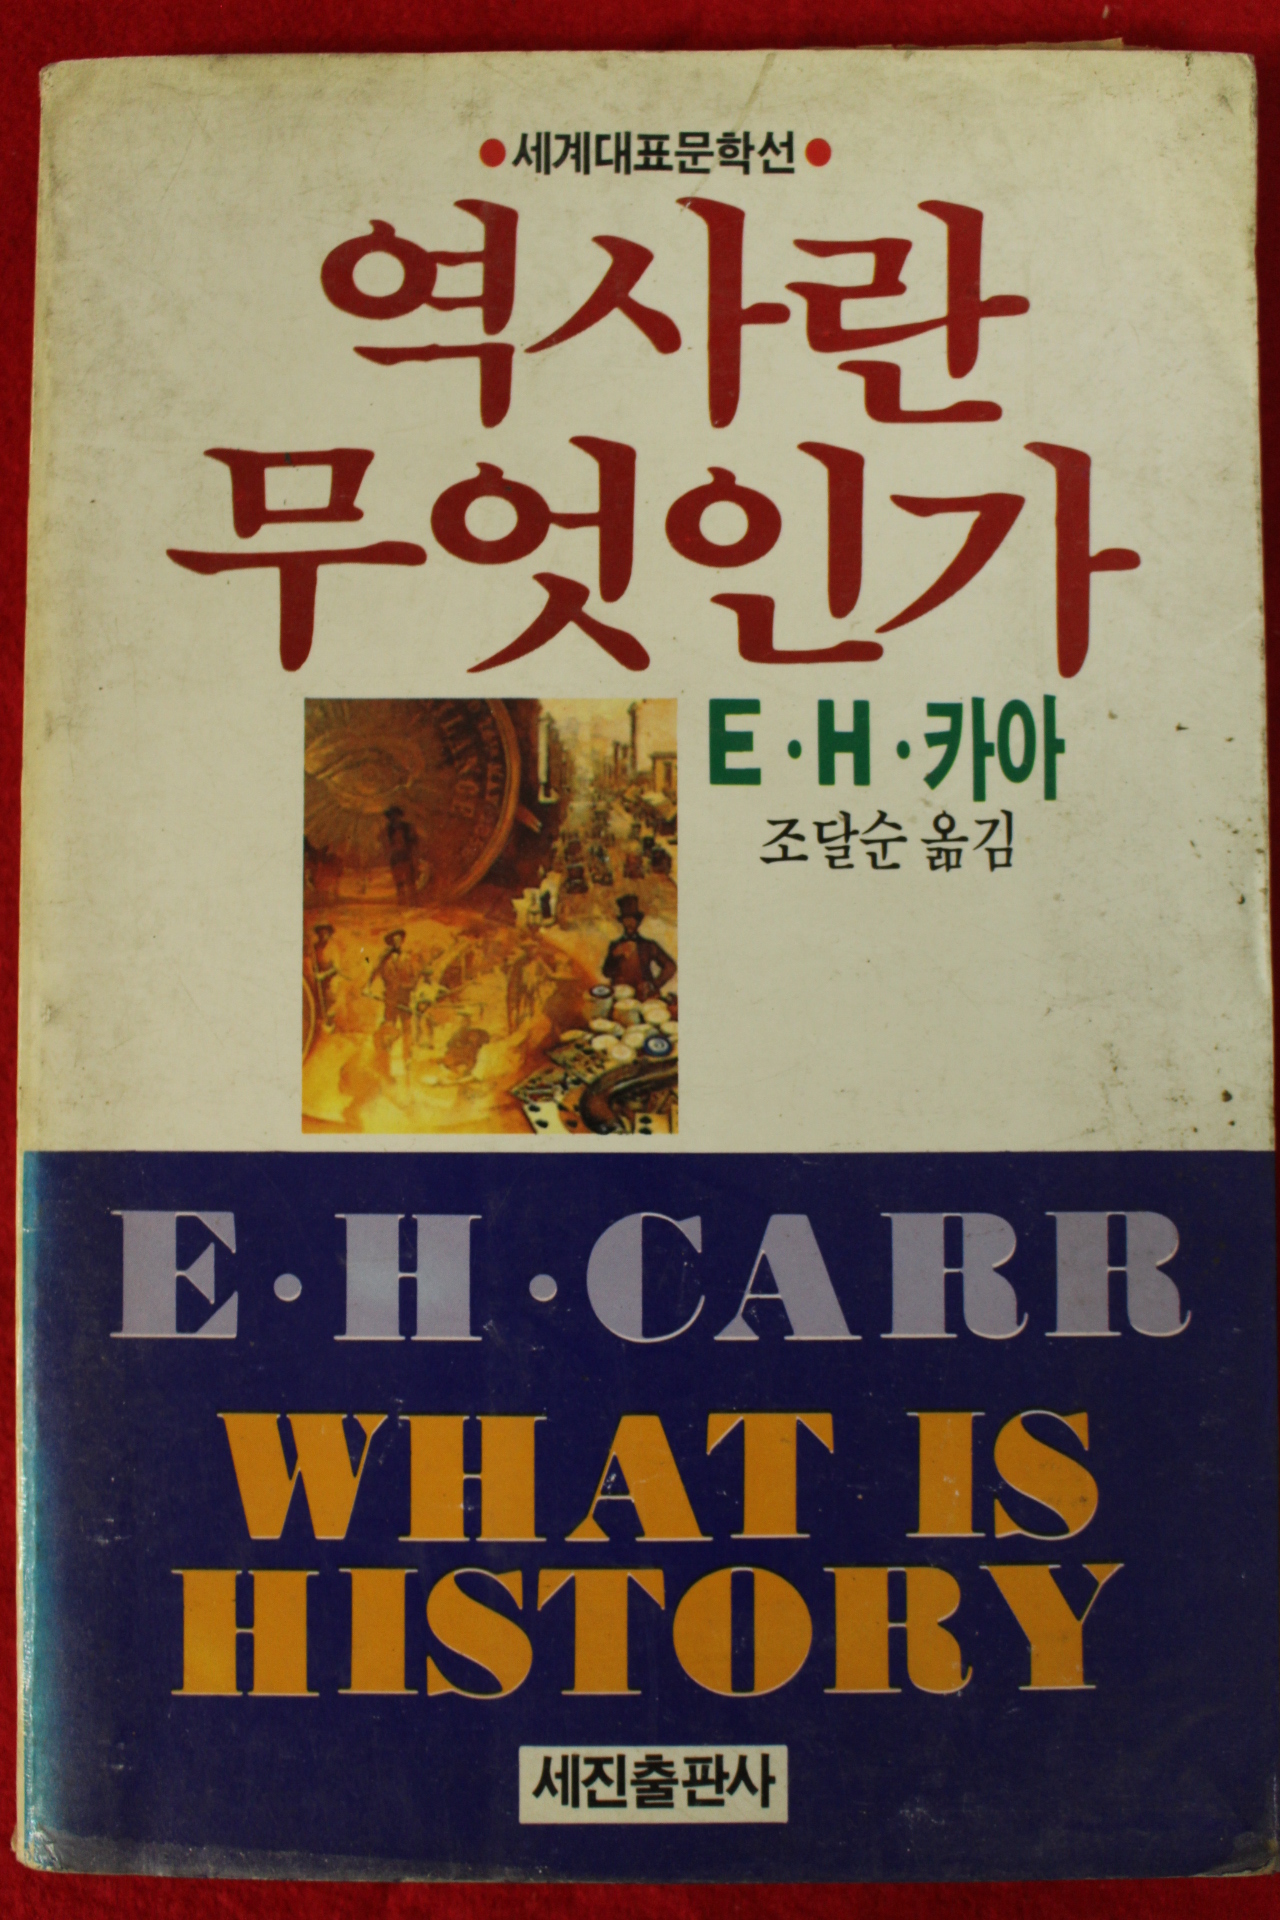 ●세계대표문학선●
역사란
무엇인가
E·H·카아
조달순 옮김
E·H·CARR
WHAT IS
HISTORY
세진출판사